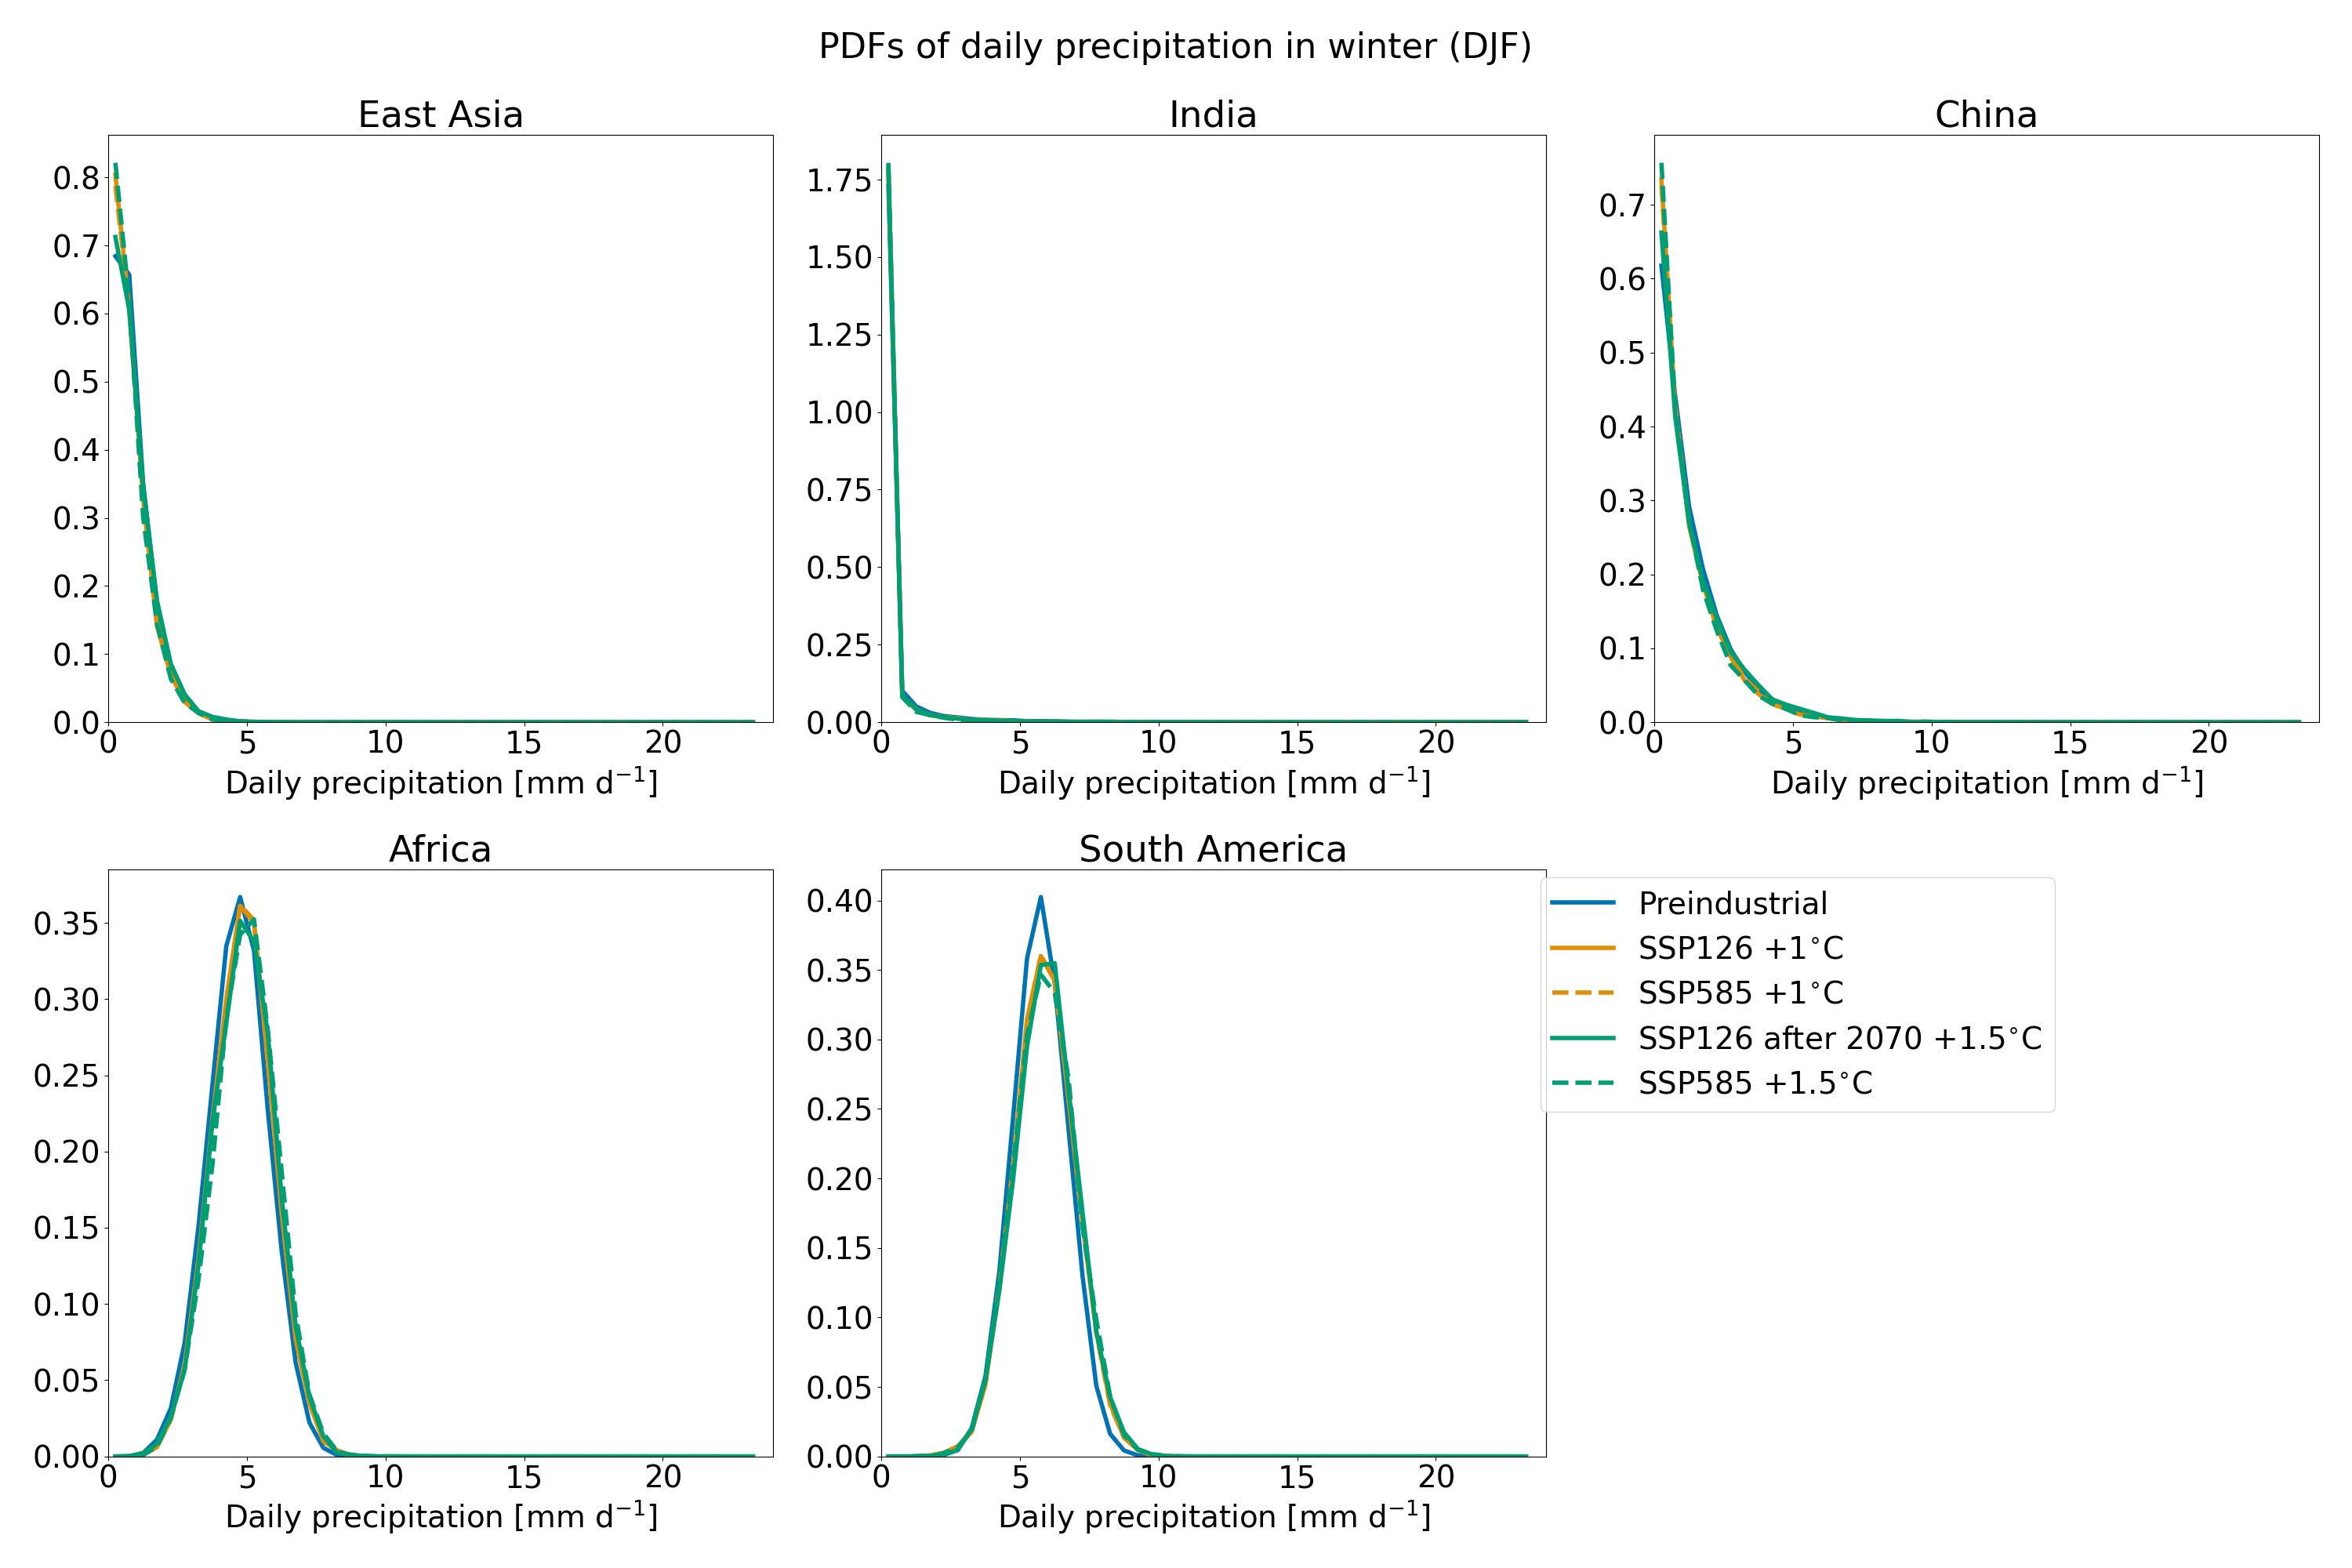 PDFs of daily precipitation in winter (DJF)
East Asia
0.8
0.7
0.6
0.5
0.4
0.3
0.2
0.1
0.0
0 5 10 15 20
Daily precipitation [mm d⁻¹]
India
1.75
1.50
1.25
1.00
0.75
0.50
0.25
0.00
0 5 10 15 20
Daily precipitation [mm d⁻¹]
China
0.7
0.6
0.5
0.4
0.3
0.2
0.1
0.0
0 5 10 15 20
Daily precipitation [mm d⁻¹]
Africa
0.35
0.30
0.25
0.20
0.15
0.10
0.05
0.00
0 5 10 15 20
Daily precipitation [mm d⁻¹]
South America
0.40
0.35
0.30
0.25
0.20
0.15
0.10
0.05
0.00
0 5 10 15 20
Daily precipitation [mm d⁻¹]
Preindustrial
SSP126 +1°C
SSP585 +1°C
SSP126 after 2070 +1.5°C
SSP585 +1.5°C